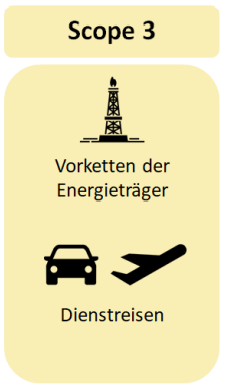 Scope 3
Vorketten der
Energieträger
Dienstreisen